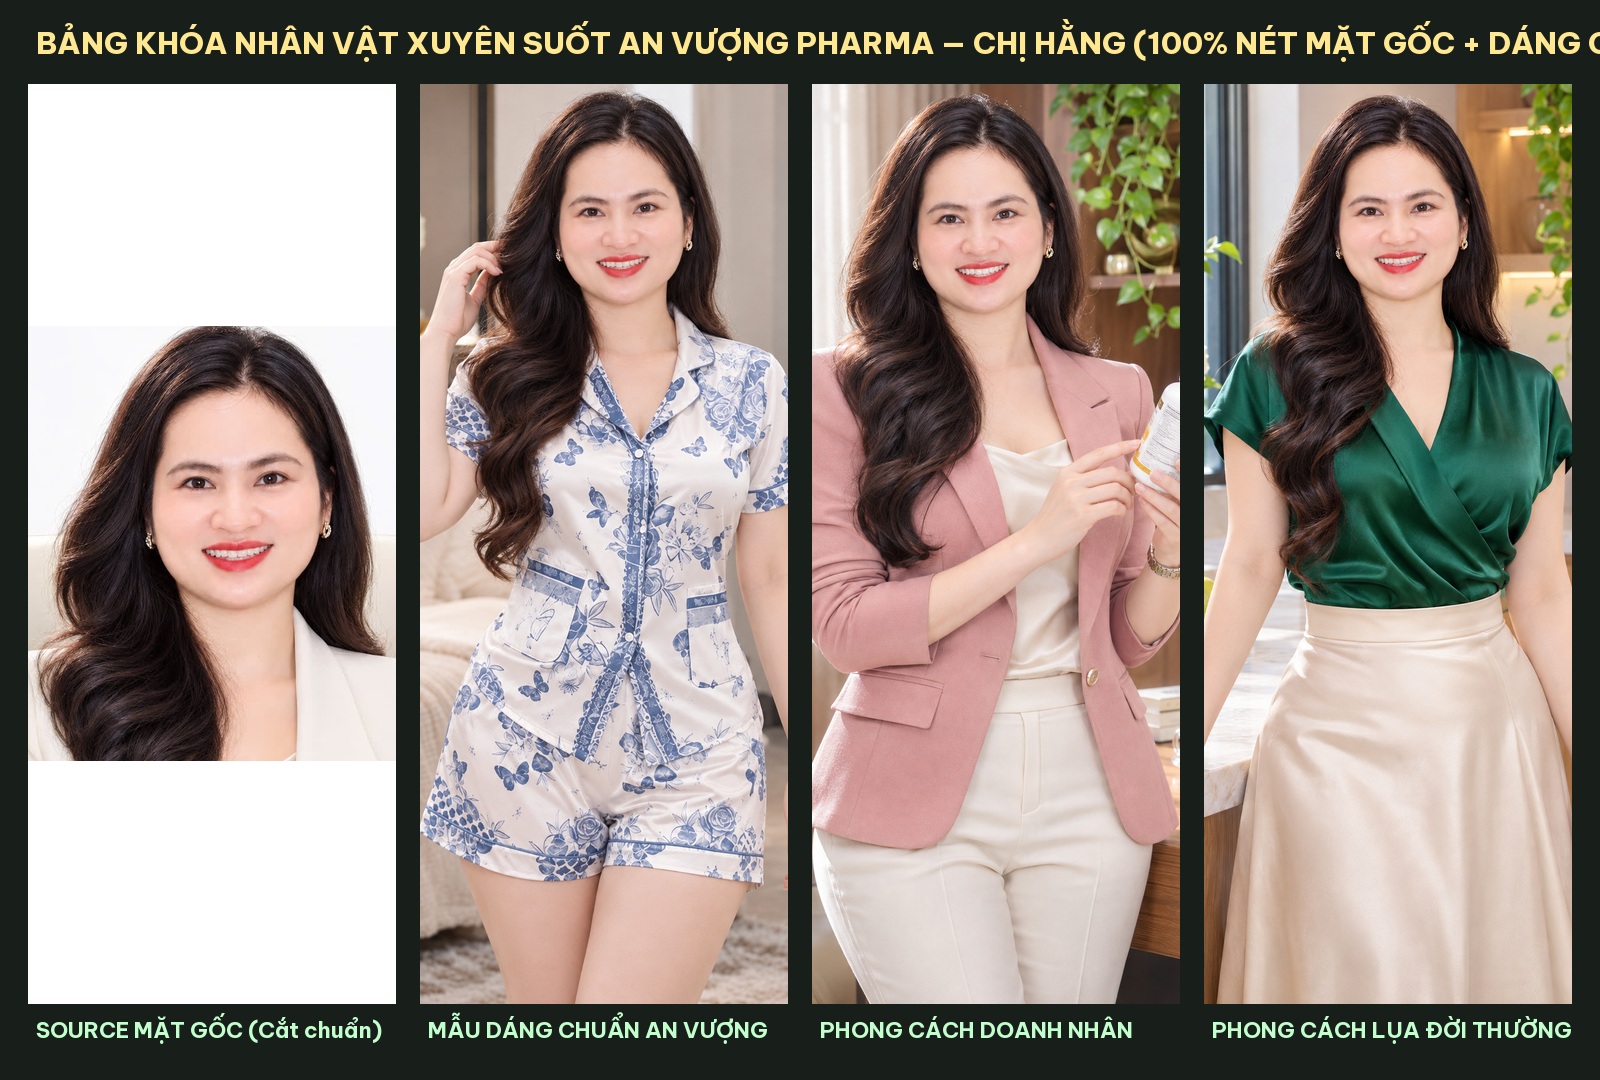 BẢNG KHÓA NHÂN VẬT XUYÊN SUỐT AN VƯỢNG PHARMA – CHỊ HẰNG (100% NÉT MẶT GỐC + DÁNG
SOURCE MẶT GỐC (Cắt chuẩn)
MẪU DÁNG CHUẨN AN VƯỢNG
PHONG CÁCH DOANH NHÂN
PHONG CÁCH LỤA ĐỜI THƯỜNG